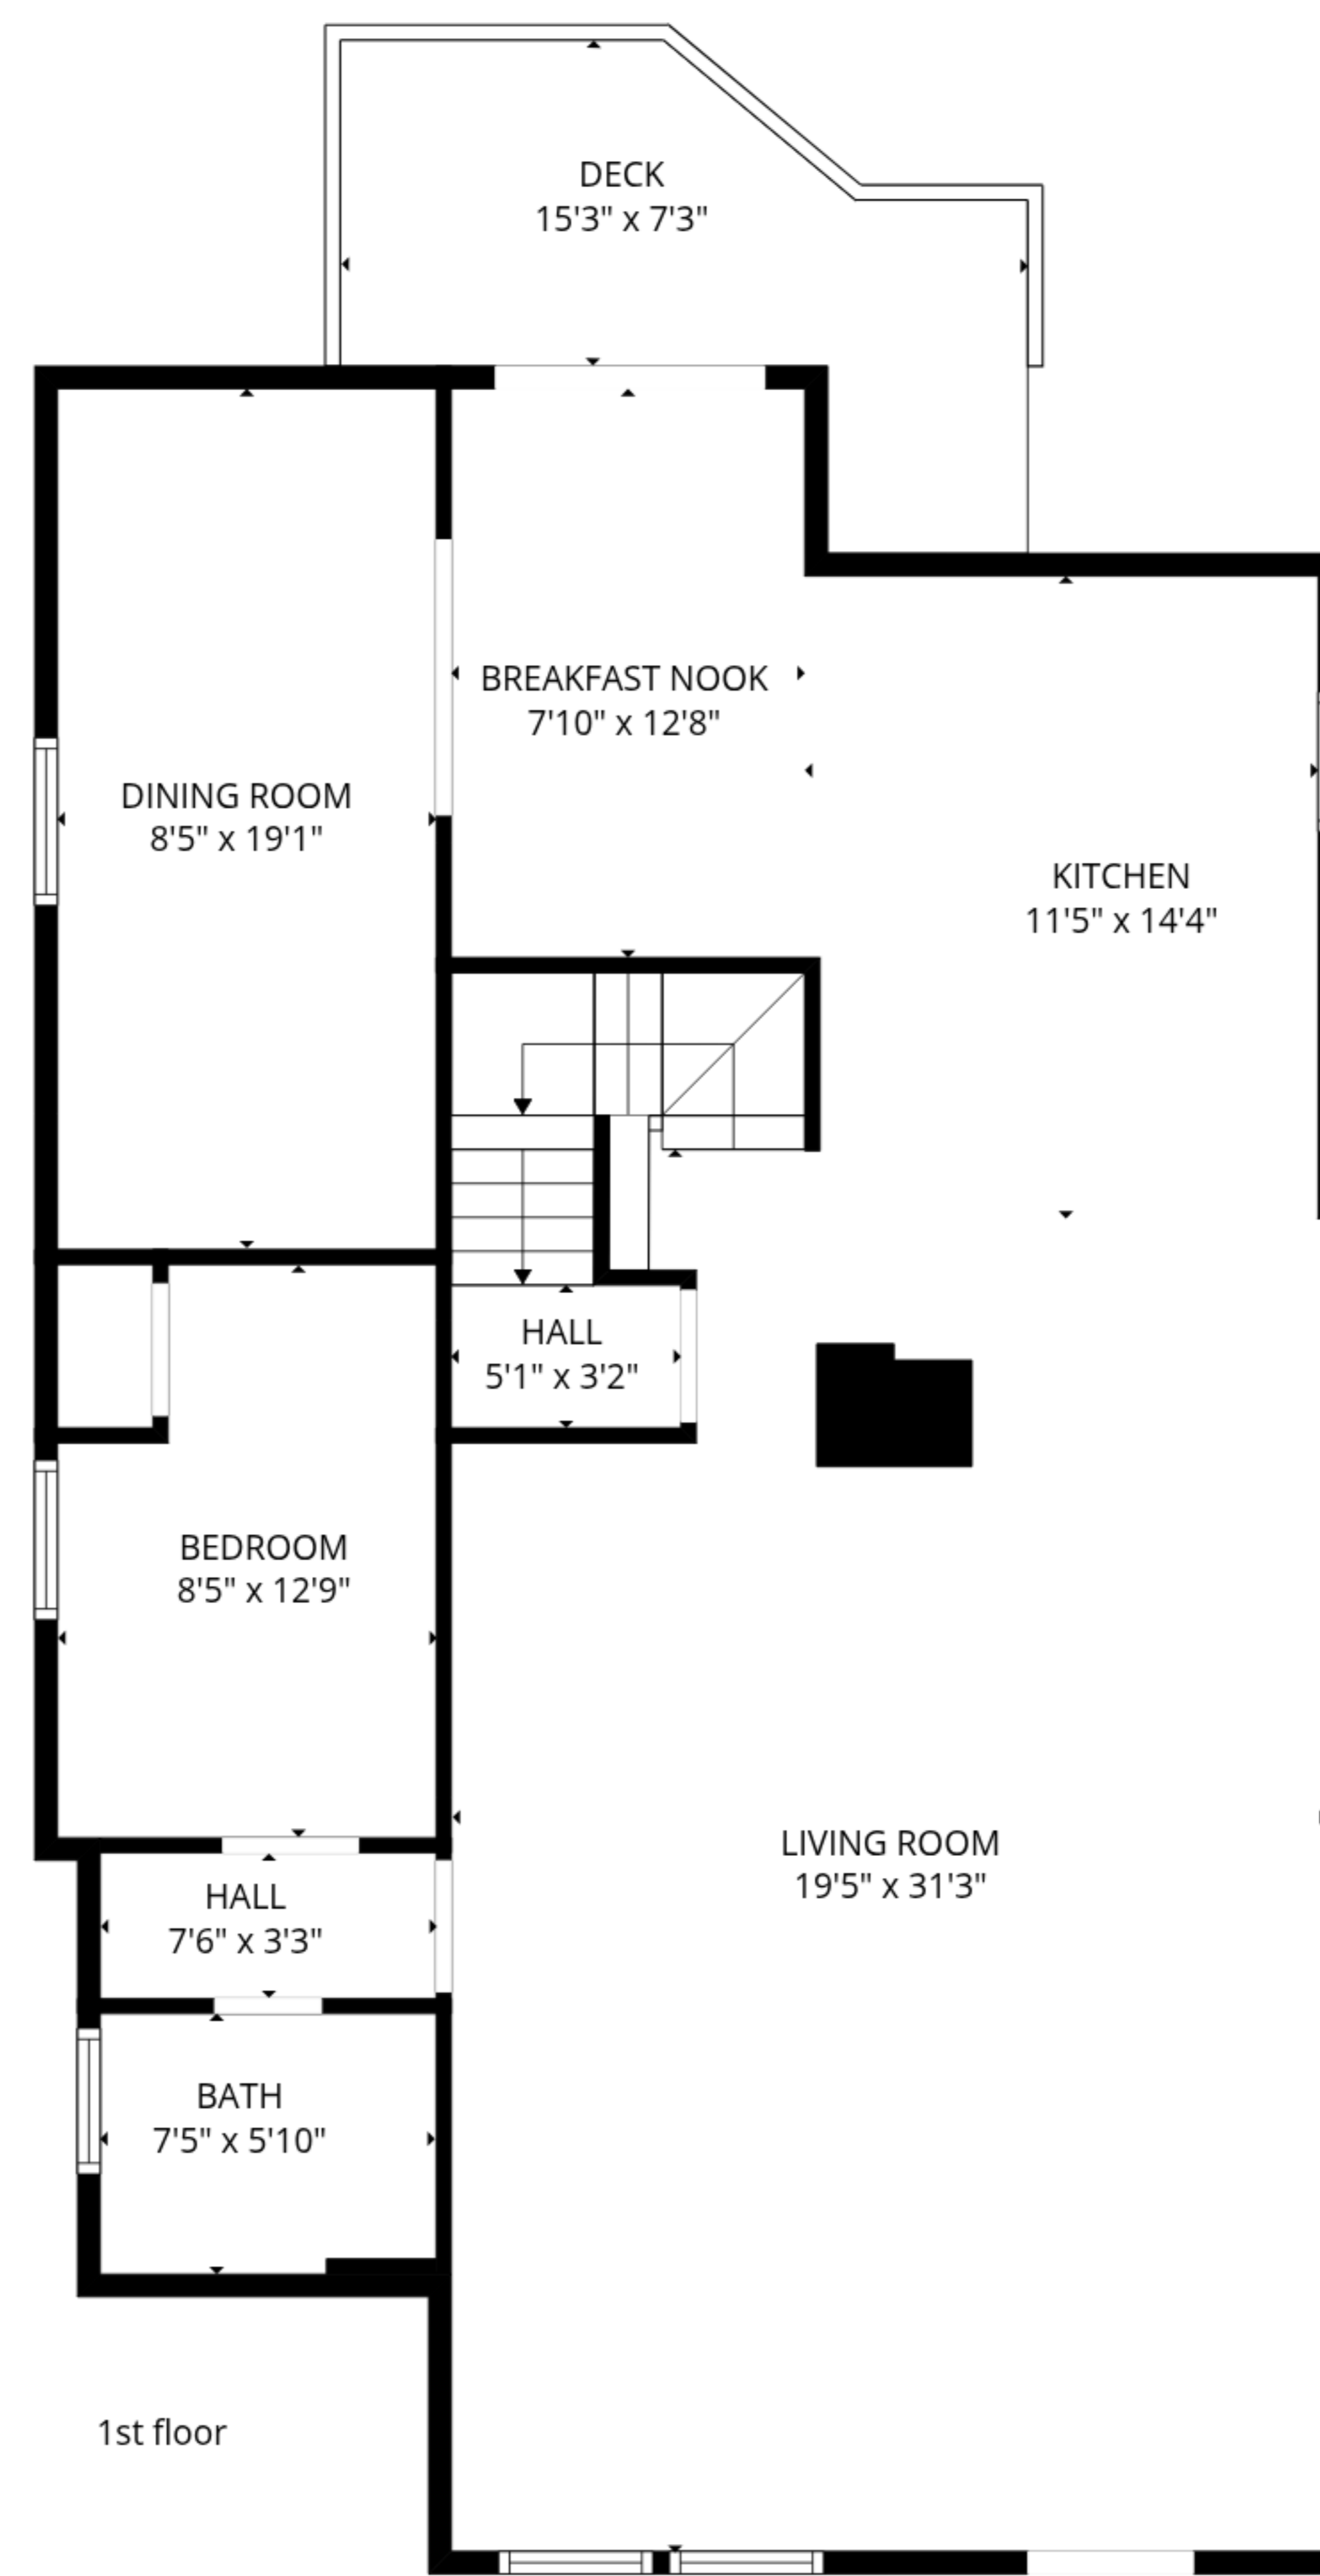 DECK
15'3" x 7'3"
BREAKFAST NOOK
7'10" x 12'8"
DINING ROOM
8'5" x 19'1"
KITCHEN
11'5" x 14'4"
HALL
5'1" x 3'2"
BEDROOM
8'5" x 12'9"
LIVING ROOM
19'5" x 31'3"
HALL
7'6" x 3'3"
BATH
7'5" x 5'10"
1st floor